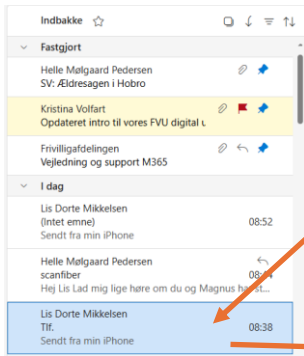 Indbakke
Fastgjort
Helle Mølgaard Pedersen
SV: Ældresagen i Hobro
Kristina Volfart
Opdateret intro til vores FVU digital u
Frivilligafdelingen
Vejledning og support M365
I dag
Lis Dorte Mikkelsen
(Intet emne) 08:52
Sendt fra min iPhone
Helle Mølgaard Pedersen
scanfiber
Hej Lis Lad mig lige høre om du og Magnus har st...
Lis Dorte Mikkelsen
Tlf. 08:38
Sendt fra min iPhone